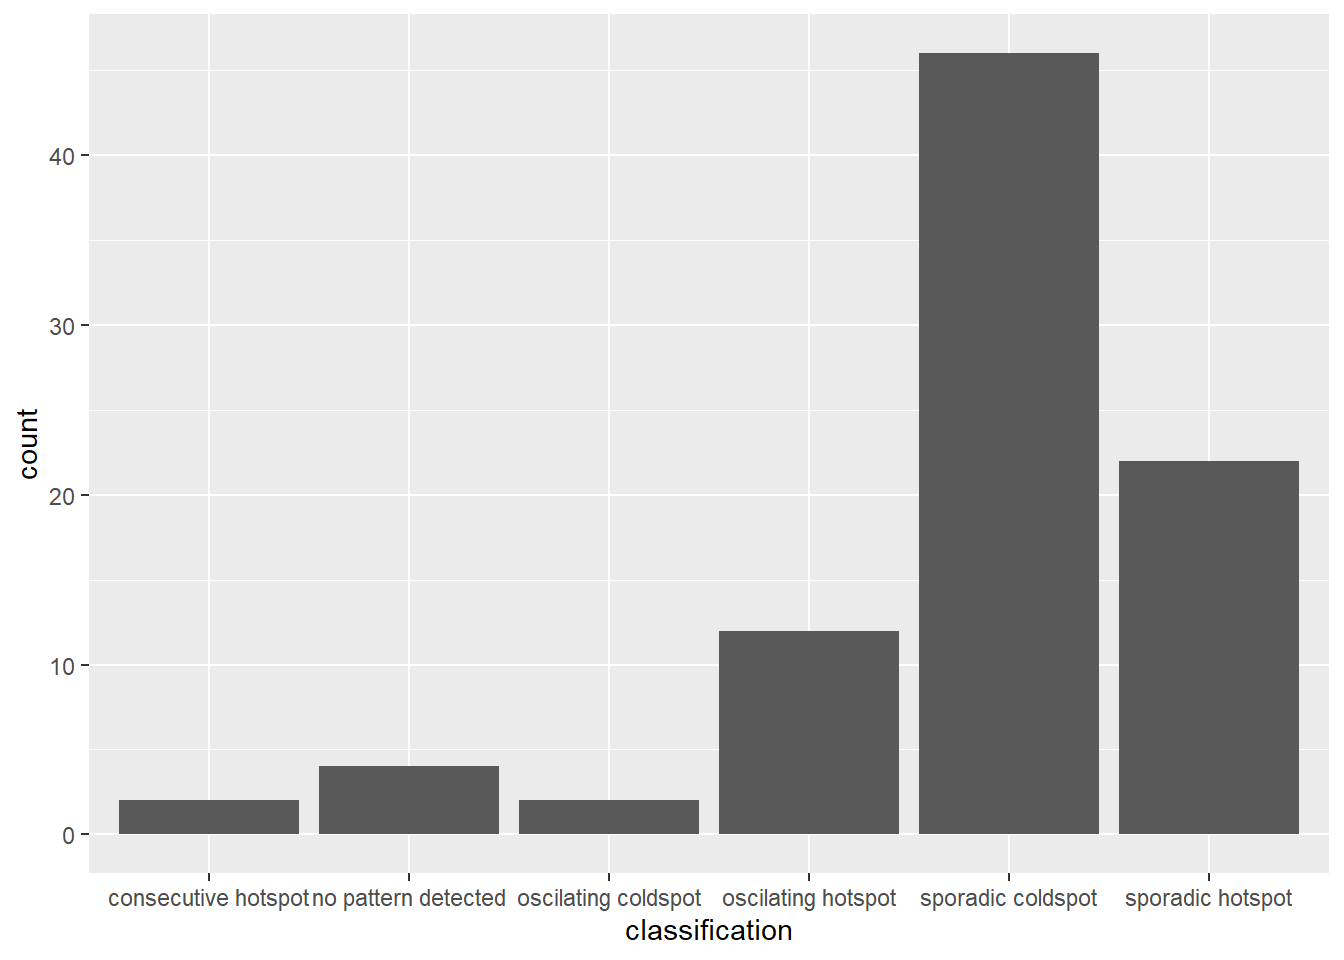 count
40
30
20
10
0
consecutive hotspot no pattern detected oscilating coldspot oscilating hotspot sporadic coldspot sporadic hotspot
classification